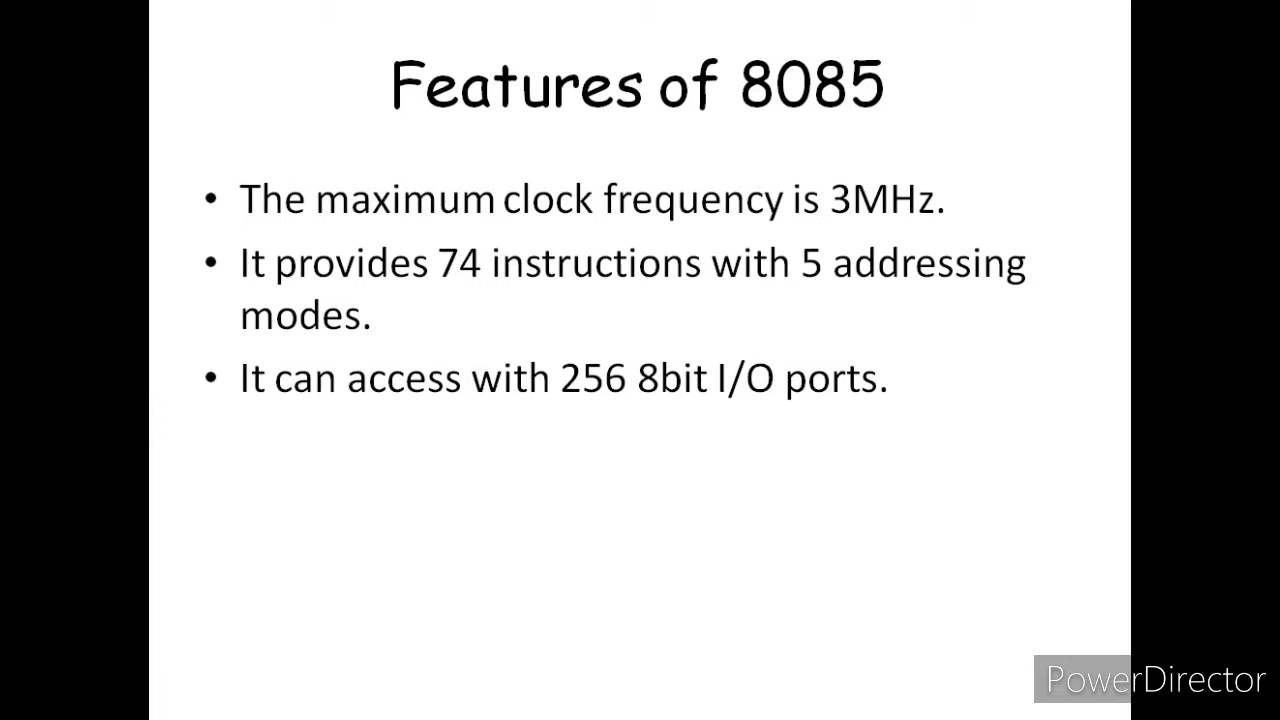 Features of 8085
• The maximum clock frequency is 3MHz.
• It provides 74 instructions with 5 addressing
modes.
• It can access with 256 8bit I/O ports.
PowerDirector